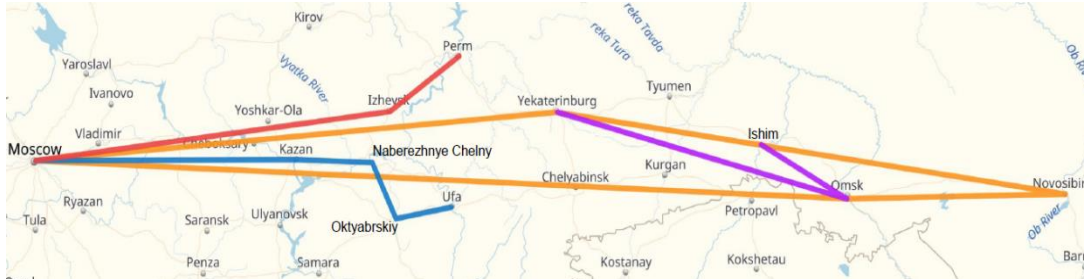 Kirov
Perm
reka Tavda
reka Tura
Ob R
Yaroslavl
Vyatka River
Ivanovo
Yoshkar-Ola
Izhevsk
Yekaterinburg
Tyumen
Vladimir
Ishim
Moscow
Cheboksary
Kazan
Naberezhnye Chelny
Kurgan
Chelyabinsk
Omsk
Novosibir
Ryazan
Ufa
Saransk
Ulyanovsk
Oktyabrskiy
Petropavl
Ob River
Tula
Penza
Samara
Kostanay
Kokshetau
Bar